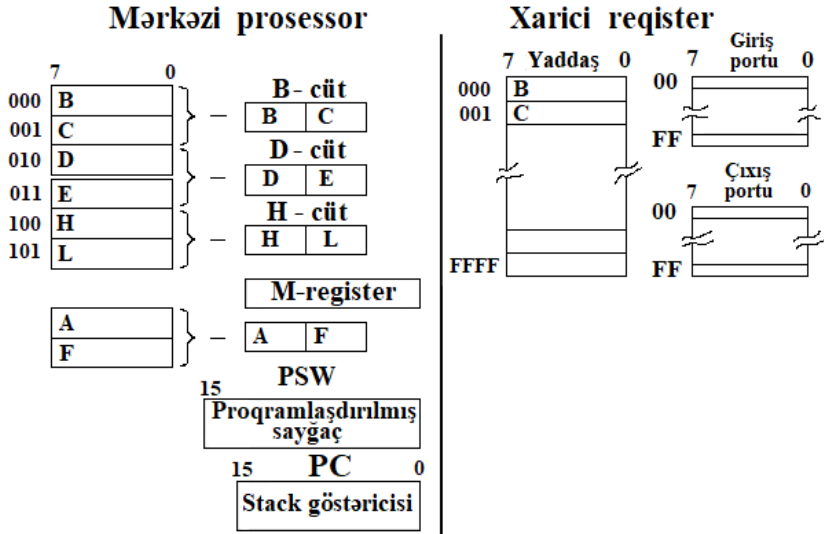 Mərkəzi prosessor
7 0
000 B
001 C
010 D
011 E
100 H
101 L
B - cüt
B C
D - cüt
D E
H - cüt
H L
M-register
A
F
A F
PSW
15
Proqramlaşdırılmış
sayğaç
15 PC 0
Stack göstəricisi
Xarici reqister
7 Yaddaş 0
000 B
001 C
FFFF
Giriş
7 portu 0
00
FF
Çıxış
7 portu 0
00
FF